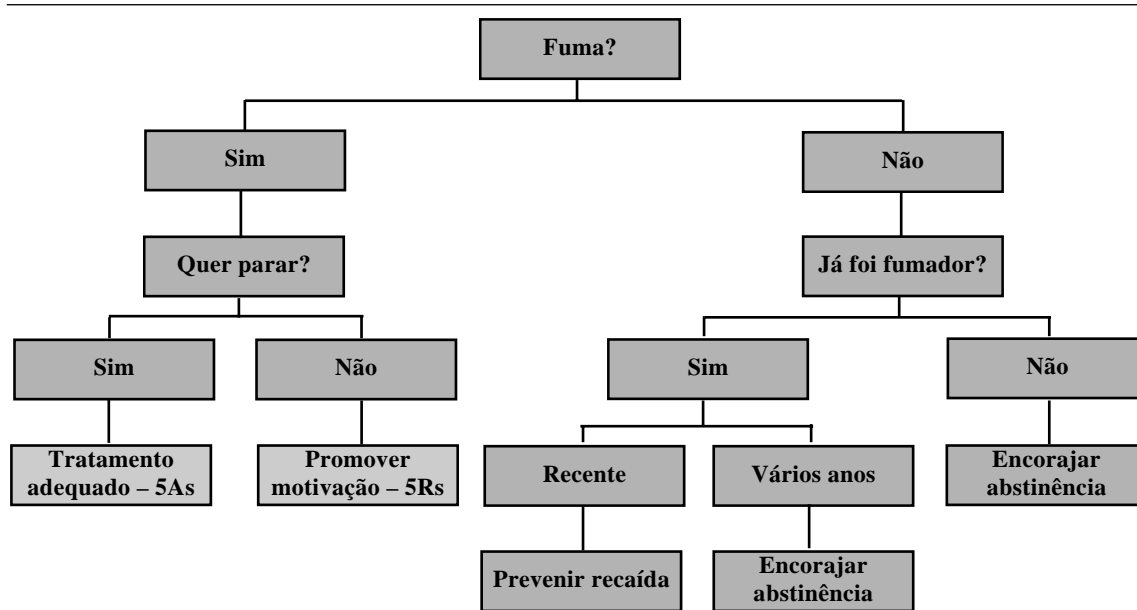 Fuma?
Sim
Não
Quer parar?
Já foi fumador?
Sim
Não
Sim
Não
Tratamento
adequado – 5As
Promover
motivação – 5Rs
Recente
Vários anos
Encorajar
abstinência
Prevenir recaída
Encorajar
abstinência